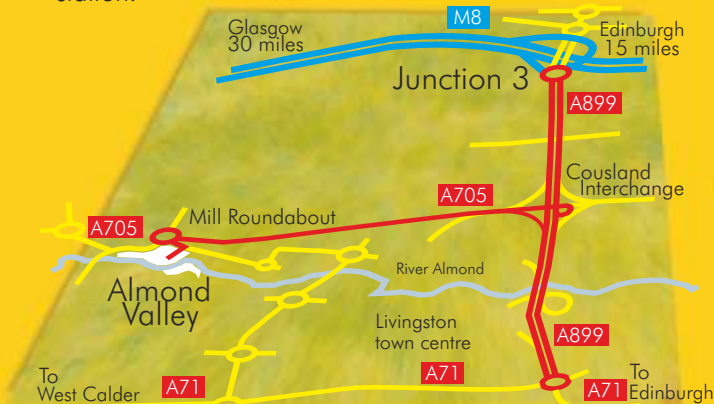 station.
M8
Glasgow
30 miles
Edinburgh
15 miles
Junction 3
A899
Cousland
Interchange
A705
Mill Roundabout
A705
River Almond
Almond
Valley
Livingston
town centre
A899
To
West Calder
A71
A71
A71
To
Edinburgh